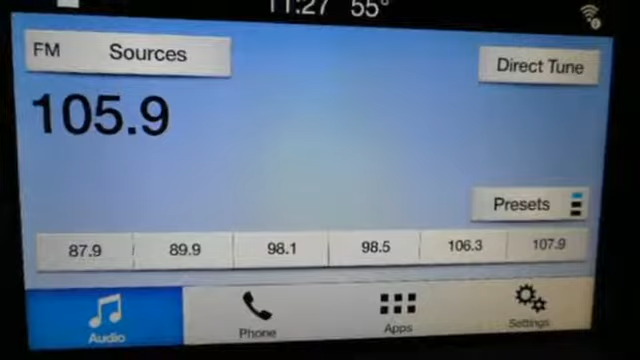 11:27 55°
FM Sources
Direct Tune
105.9
Presets
87.9 89.9 98.1 98.5 106.3 107.9
Audio Phone Apps Settings